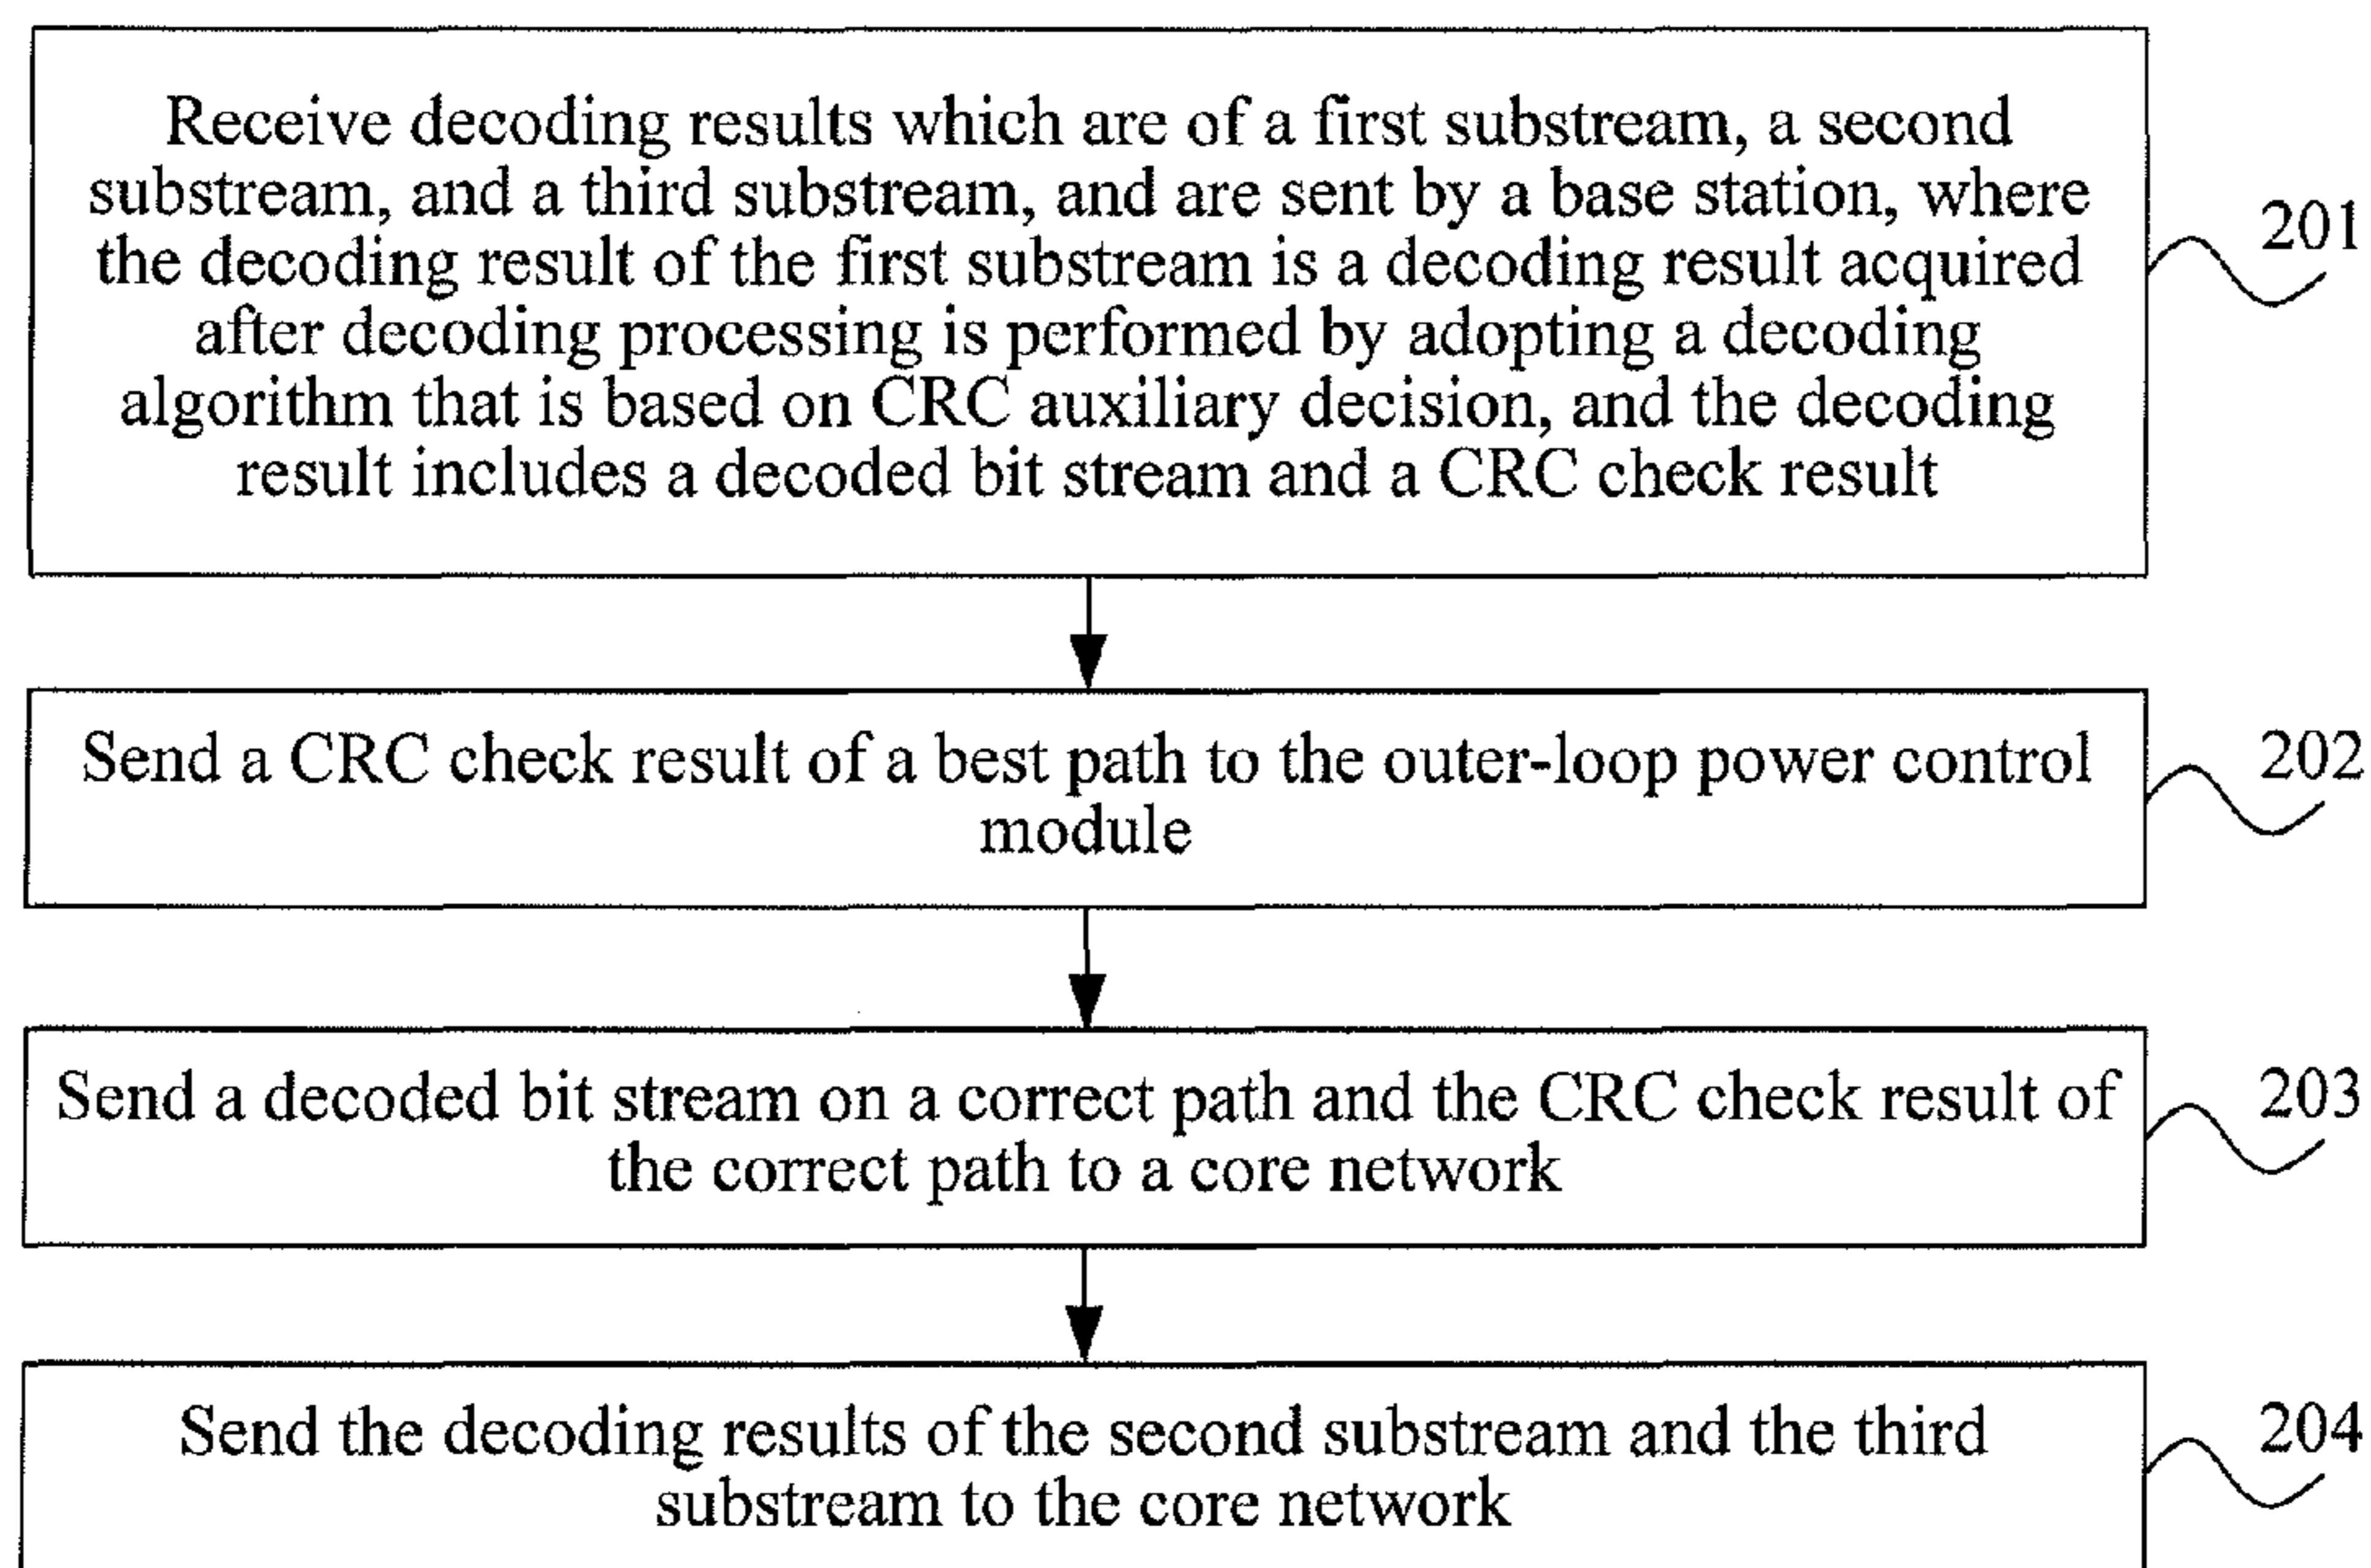 Receive decoding results which are of a first substream, a second
substream, and a third substream, and are sent by a base station, where
the decoding result of the first substream is a decoding result acquired
after decoding processing is performed by adopting a decoding
algorithm that is based on CRC auxiliary decision, and the decoding
result includes a decoded bit stream and a CRC check result
201
Send a CRC check result of a best path to the outer-loop power control
module
202
Send a decoded bit stream on a correct path and the CRC check result of
the correct path to a core network
203
Send the decoding results of the second substream and the third
substream to the core network
204